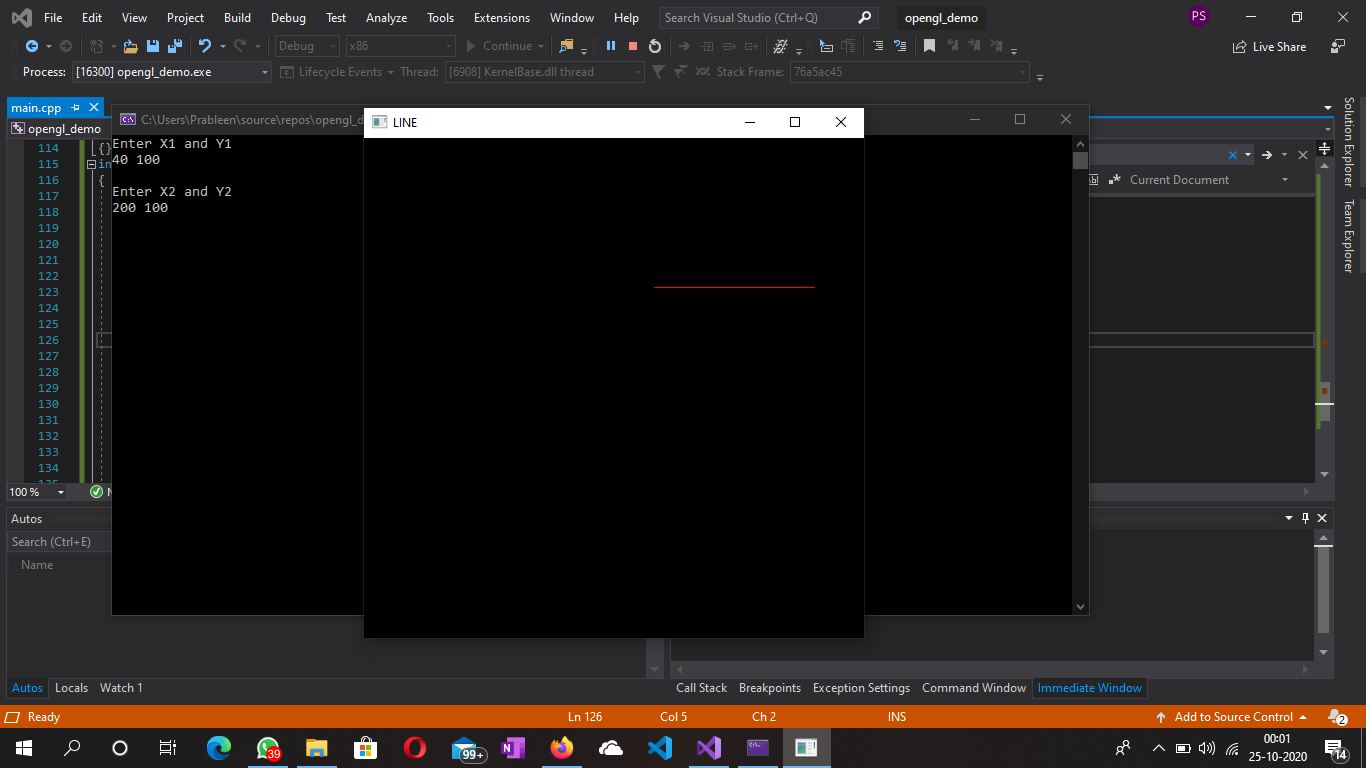 File Edit View Project Build Debug Test Analyze Tools Extensions Window Help Search Visual Studio (Ctrl+Q) opengl_demo PS
Debug x86 Continue Live Share
Process: [16300] opengl_demo.exe Lifecycle Events Thread: [6908] KernelBase.dll thread Stack Frame: 76a5ac45
main.cpp
C:\Users\Prableen\source\repos\opengl_d
LINE
opengl_demo
Enter X1 and Y1
40 100
Enter X2 and Y2
200 100
114 {}
115 in
116 {
117
118
119
120
121
122
123
124
125
126
127
128
129
130
131
132
133
134
Current Document
Solution Explorer
Team Explorer
100 %
Autos
Search (Ctrl+E)
Name
Autos Locals Watch 1
Call Stack Breakpoints Exception Settings Command Window Immediate Window
Ready Ln 126 Col 5 Ch 2 INS Add to Source Control 2
39 99+
00:01
25-10-2020
14